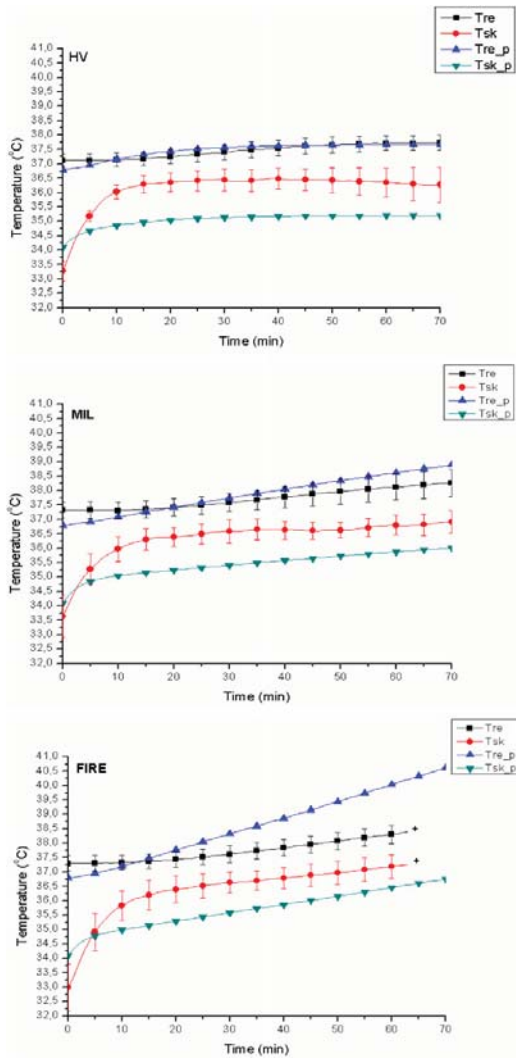 Tre
Tsk
Tre_p
Tsk_p
HV
41,0
40,5
40,0
39,5
39,0
38,5
38,0
37,5
37,0
36,5
36,0
35,5
35,0
34,5
34,0
33,5
33,0
32,5
32,0
Temperature (°C)
0 10 20 30 40 50 60 70
Time (min)
Tre
Tsk
Tre_p
Tsk_p
MIL
41,0
40,5
40,0
39,5
39,0
38,5
38,0
37,5
37,0
36,5
36,0
35,5
35,0
34,5
34,0
33,5
33,0
32,5
32,0
Temperature (°C)
0 10 20 30 40 50 60 70
Time (min)
Tre
Tsk
Tre_p
Tsk_p
FIRE
41,0
40,5
40,0
39,5
39,0
38,5
38,0
37,5
37,0
36,5
36,0
35,5
35,0
34,5
34,0
33,5
33,0
32,5
32,0
Temperature (°C)
+
+
0 10 20 30 40 50 60 70
Time (min)